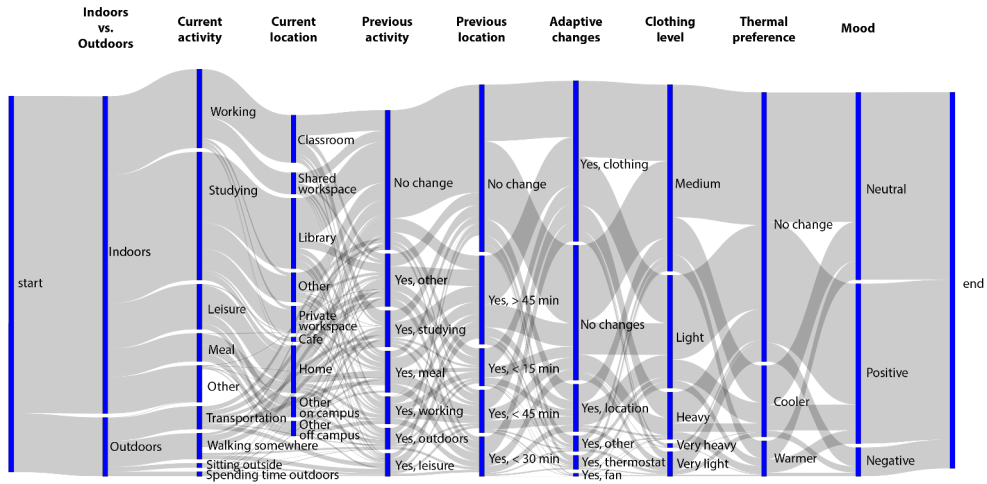 Indoors
vs.
Outdoors
Current
activity
Current
location
Previous
activity
Previous
location
Adaptive
changes
Clothing
level
Thermal
preference
Mood
start
Indoors
Outdoors
Working
Studying
Leisure
Meal
Other
Transportation
Walking somewhere
Sitting outside
Spending time outdoors
Classroom
Shared
workspace
Library
Other
Private
workspace
Cafe
Home
Other
on campus
Other
off campus
No change
Yes, other
Yes, studying
Yes, meal
Yes, working
Yes, outdoors
Yes, leisure
No change
Yes, > 45 min
Yes, < 15 min
Yes, < 45 min
Yes, < 30 min
Yes, clothing
No changes
Yes, location
Yes, other
Yes, thermostat
Yes, fan
Medium
Light
Heavy
Very heavy
Very light
No change
Cooler
Warmer
Neutral
Positive
Negative
end